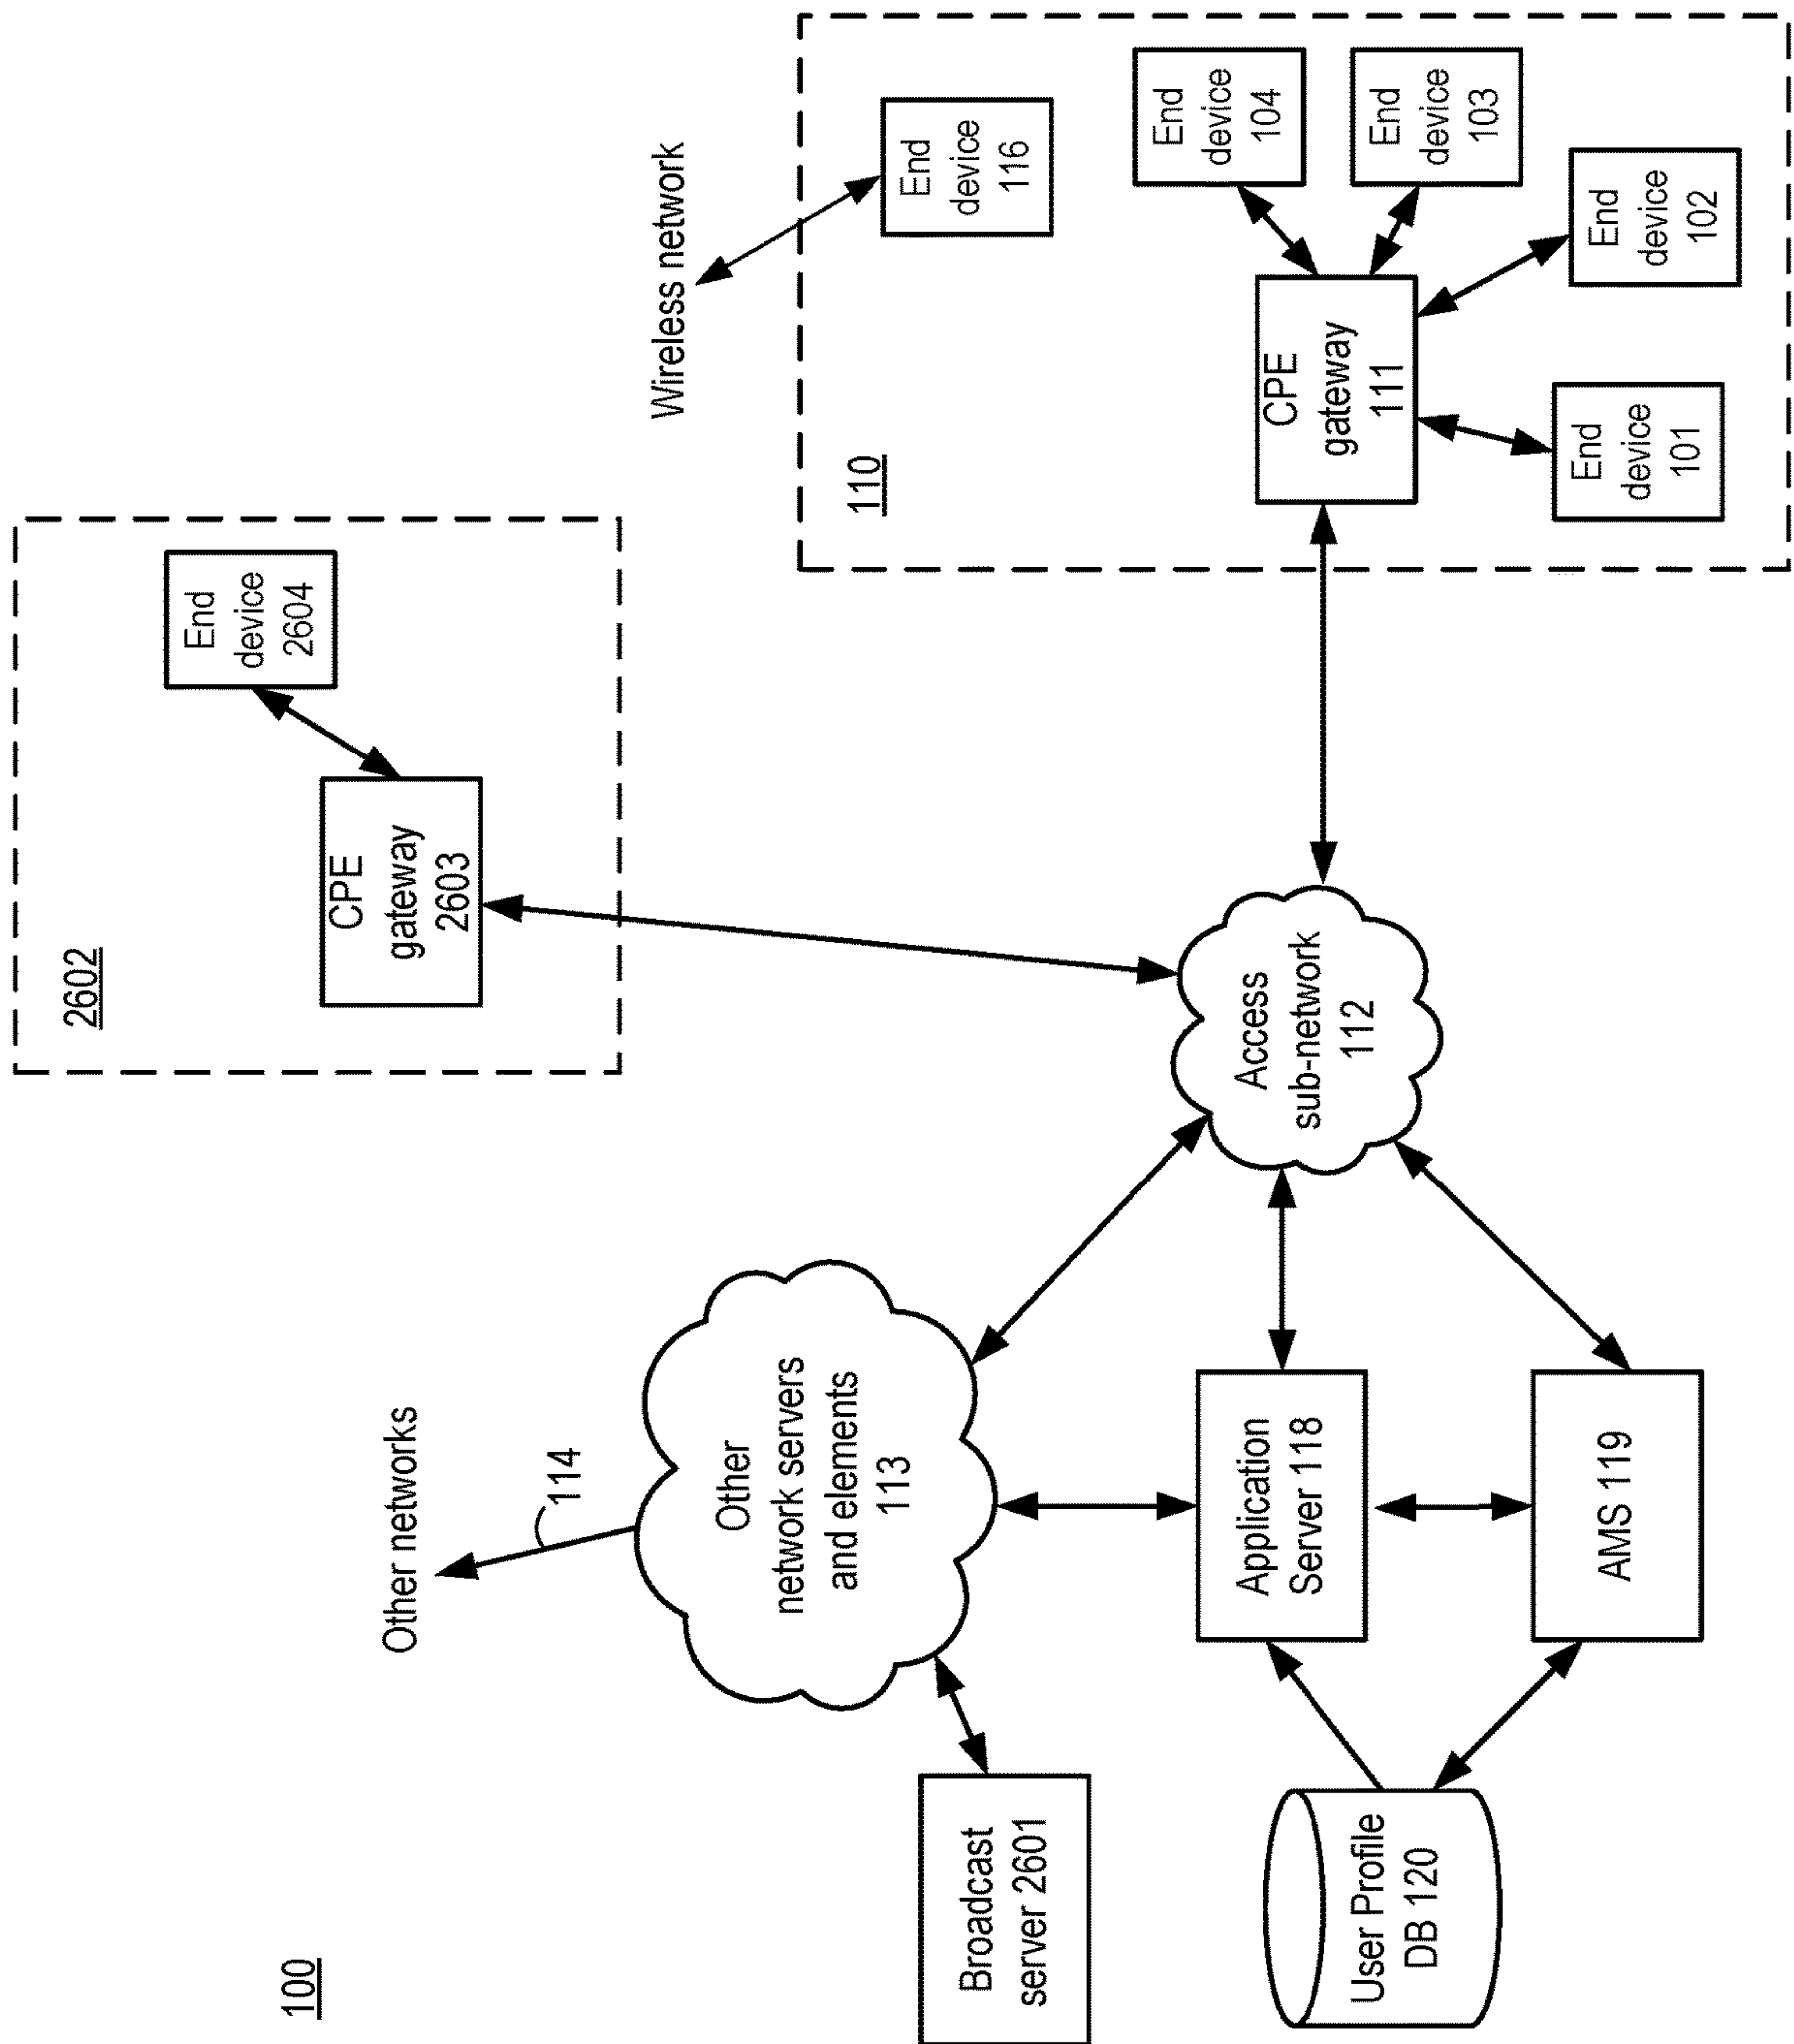 100
Other networks
114
Other
network servers
and elements
113
Broadcast
server 2601
User Profile
DB 120
Application
Server 118
AMS 119
Access
sub-network
112
2602
CPE
gateway
2603
End
device
2604
Wireless network
110
CPE
gateway
111
End
device
116
End
device
104
End
device
103
End
device
102
End
device
101